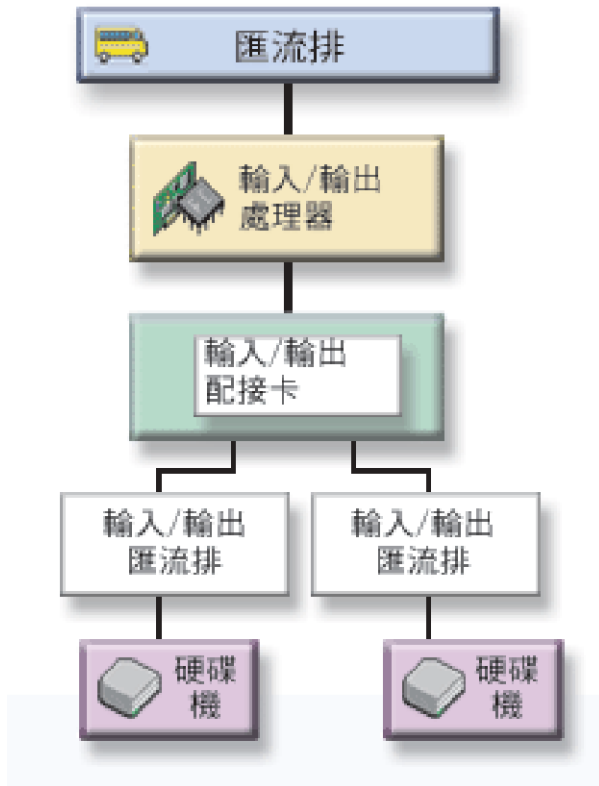 匯流排
輸入/輸出
處理器
輸入/輸出
配接卡
輸入/輸出
匯流排
輸入/輸出
匯流排
硬碟
機
硬碟
機